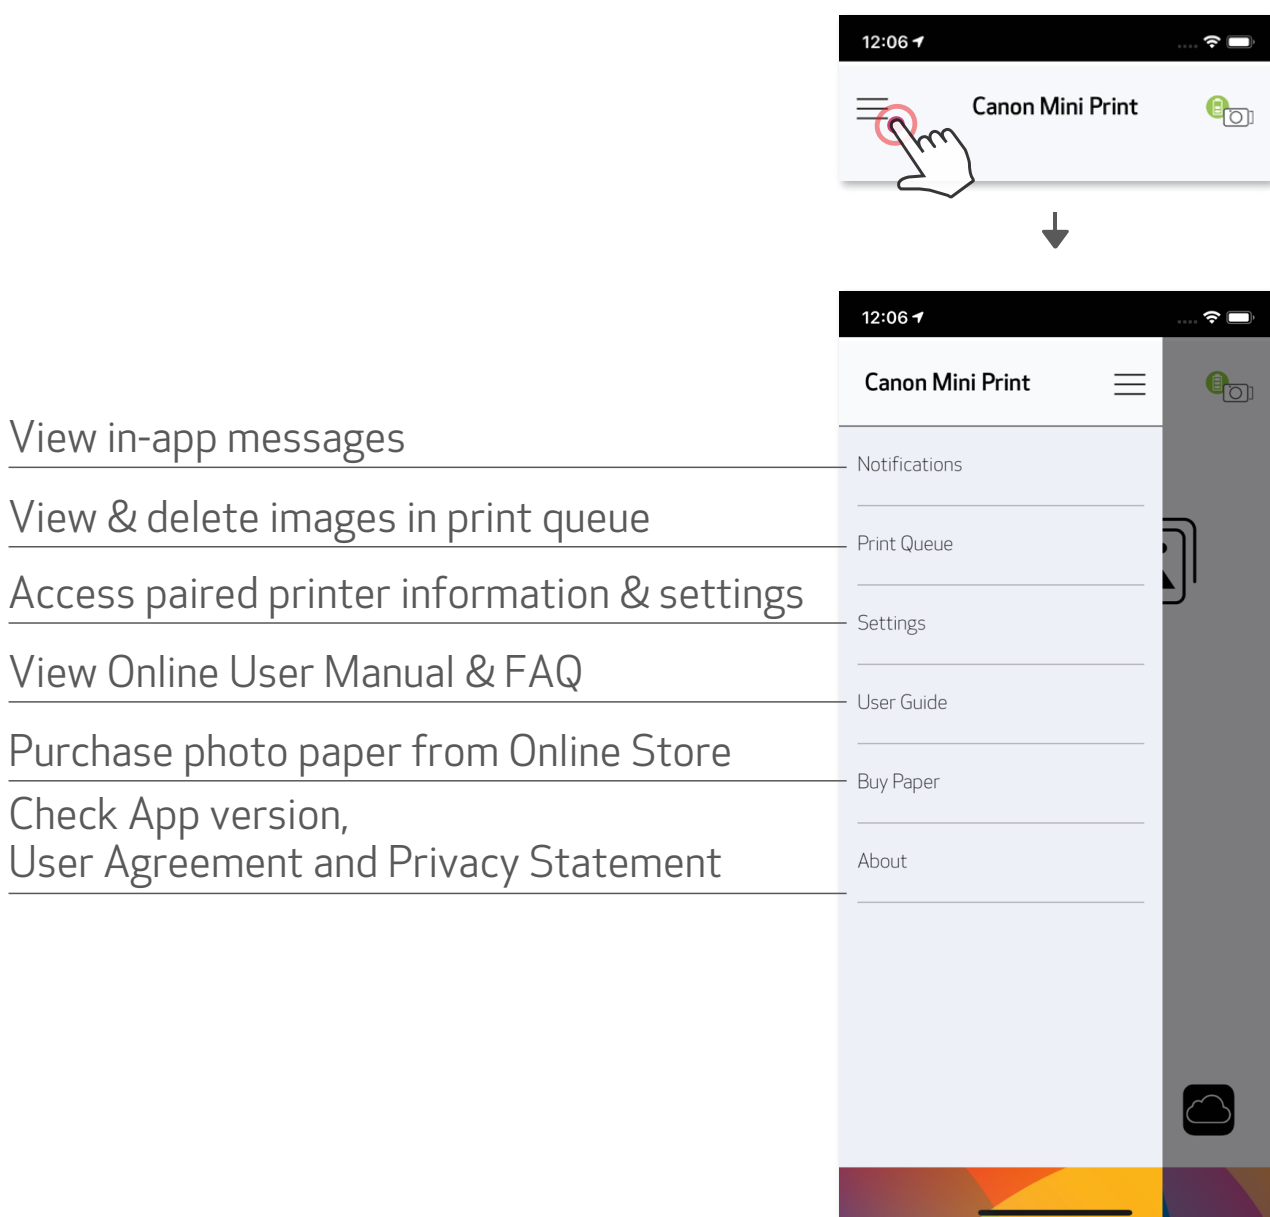 12:06
Canon Mini Print
12:06
Canon Mini Print
View in-app messages
Notifications
View & delete images in print queue
Print Queue
Access paired printer information & settings
Settings
View Online User Manual & FAQ
User Guide
Purchase photo paper from Online Store
Buy Paper
Check App version,
User Agreement and Privacy Statement
About